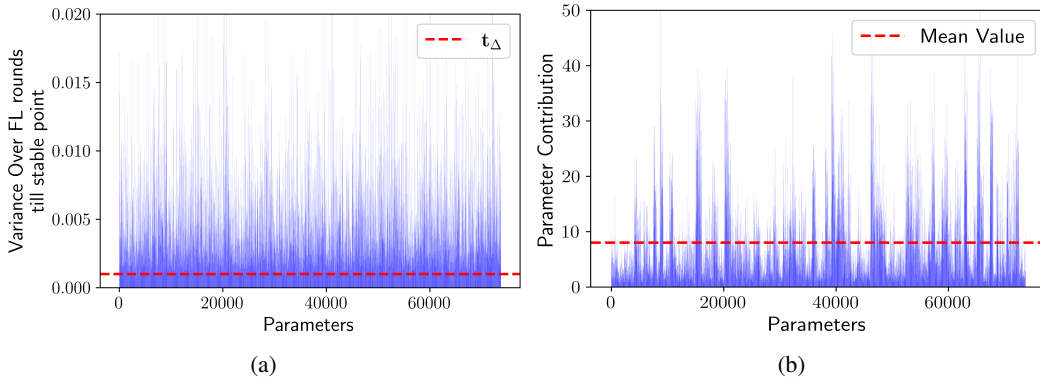 0.020
0.015
0.010
0.005
0.000
Variance Over FL rounds
till stable point
t_Δ
0 20000 40000 60000
Parameters
(a)
50
40
30
20
10
0
Parameter Contribution
Mean Value
0 20000 40000 60000
Parameters
(b)